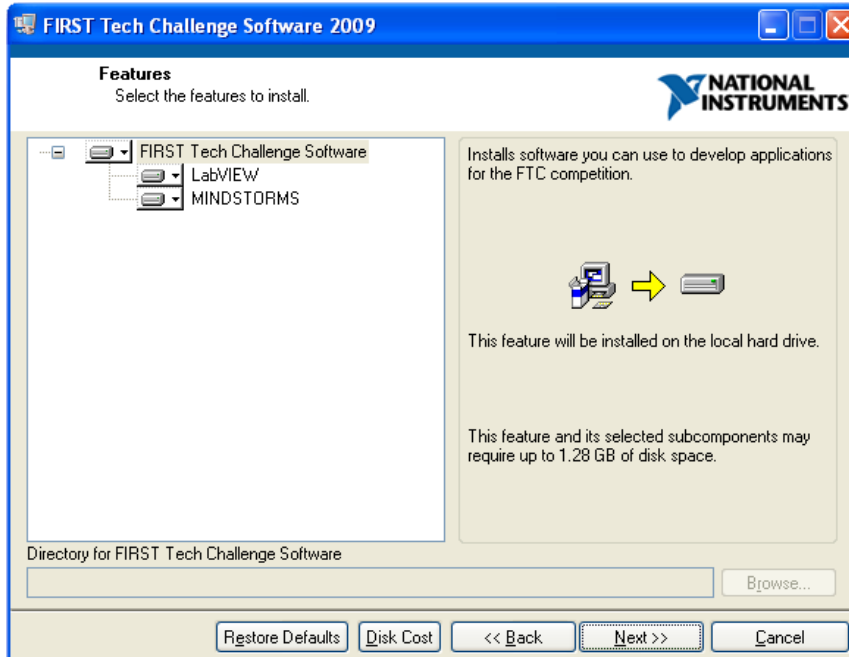 FIRST Tech Challenge Software 2009
Features
Select the features to install.
NATIONAL
INSTRUMENTS
FIRST Tech Challenge Software
LabVIEW
MINDSTORMS
Installs software you can use to develop applications
for the FTC competition.
This feature will be installed on the local hard drive.
This feature and its selected subcomponents may
require up to 1.28 GB of disk space.
Directory for FIRST Tech Challenge Software
Browse...
Restore Defaults
Disk Cost
<< Back
Next >>
Cancel